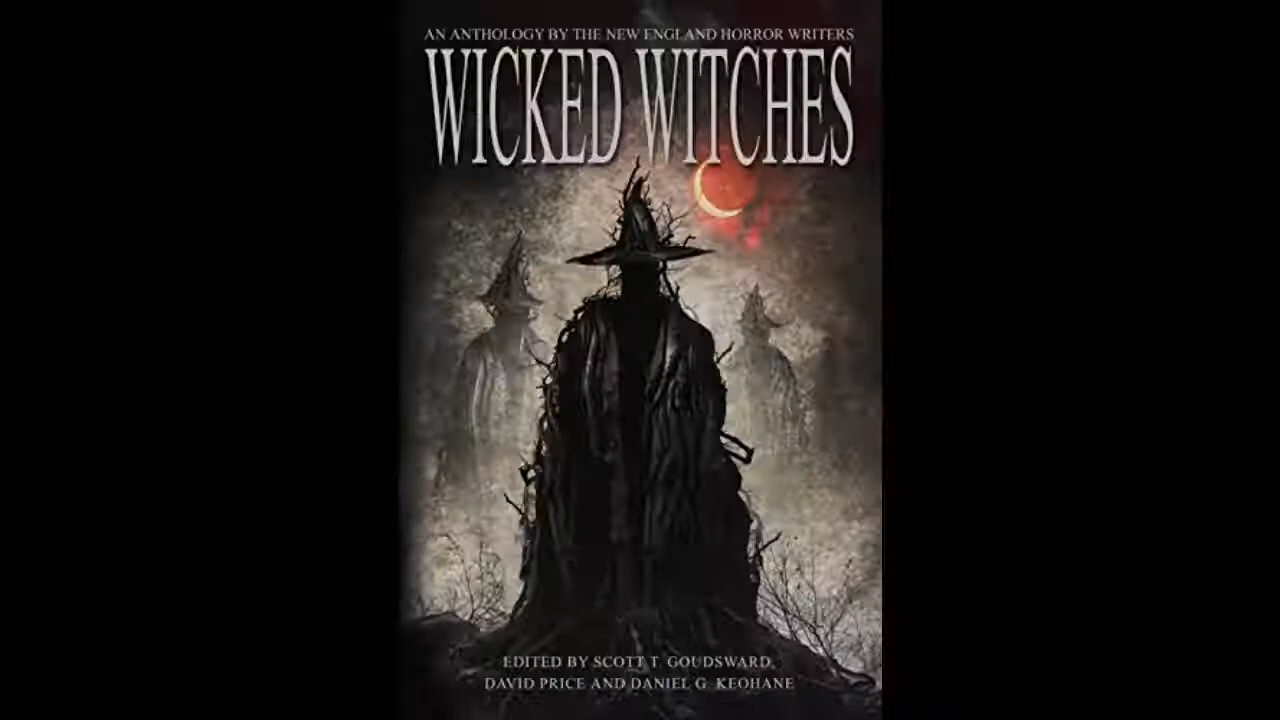 AN ANTHOLOGY BY THE NEW ENGLAND HORROR WRITERS
WICKED WITCHES
EDITED BY SCOTT T. GOUDSWARD,
DAVID PRICE AND DANIEL G. KEOHANE